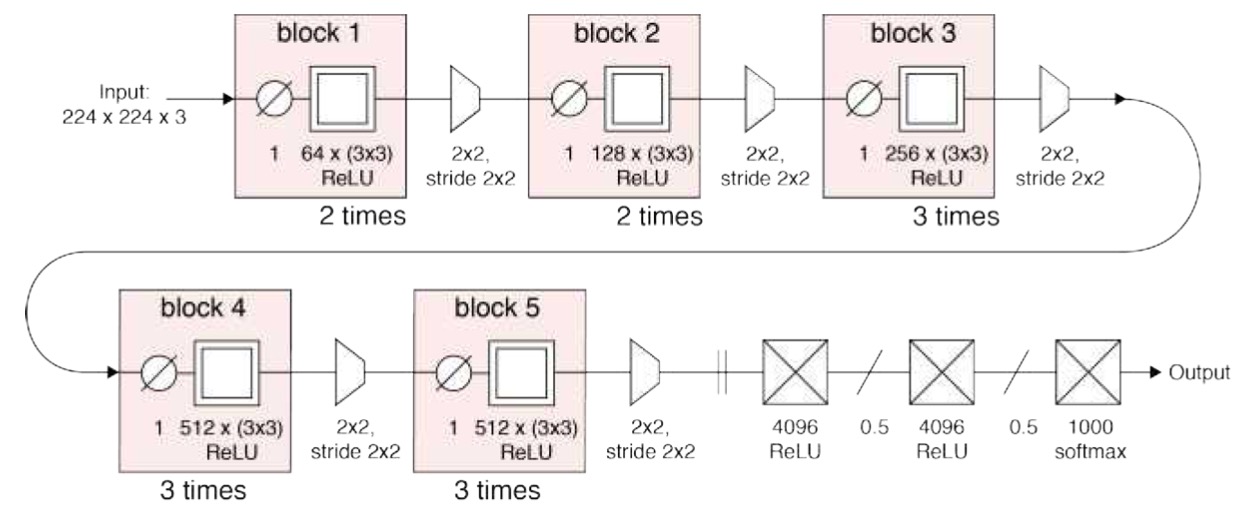 block 1
block 2
block 3
Input:
224 x 224 x 3
1 64 x (3x3)
ReLU
2x2,
stride 2x2
1 128 x (3x3)
ReLU
2x2,
stride 2x2
1 256 x (3x3)
ReLU
2x2,
stride 2x2
2 times
2 times
3 times
block 4
block 5
Output
1 512 x (3x3)
ReLU
2x2,
stride 2x2
1 512 x (3x3)
ReLU
2x2,
stride 2x2
4096
ReLU
0.5
4096
ReLU
0.5
1000
softmax
3 times
3 times